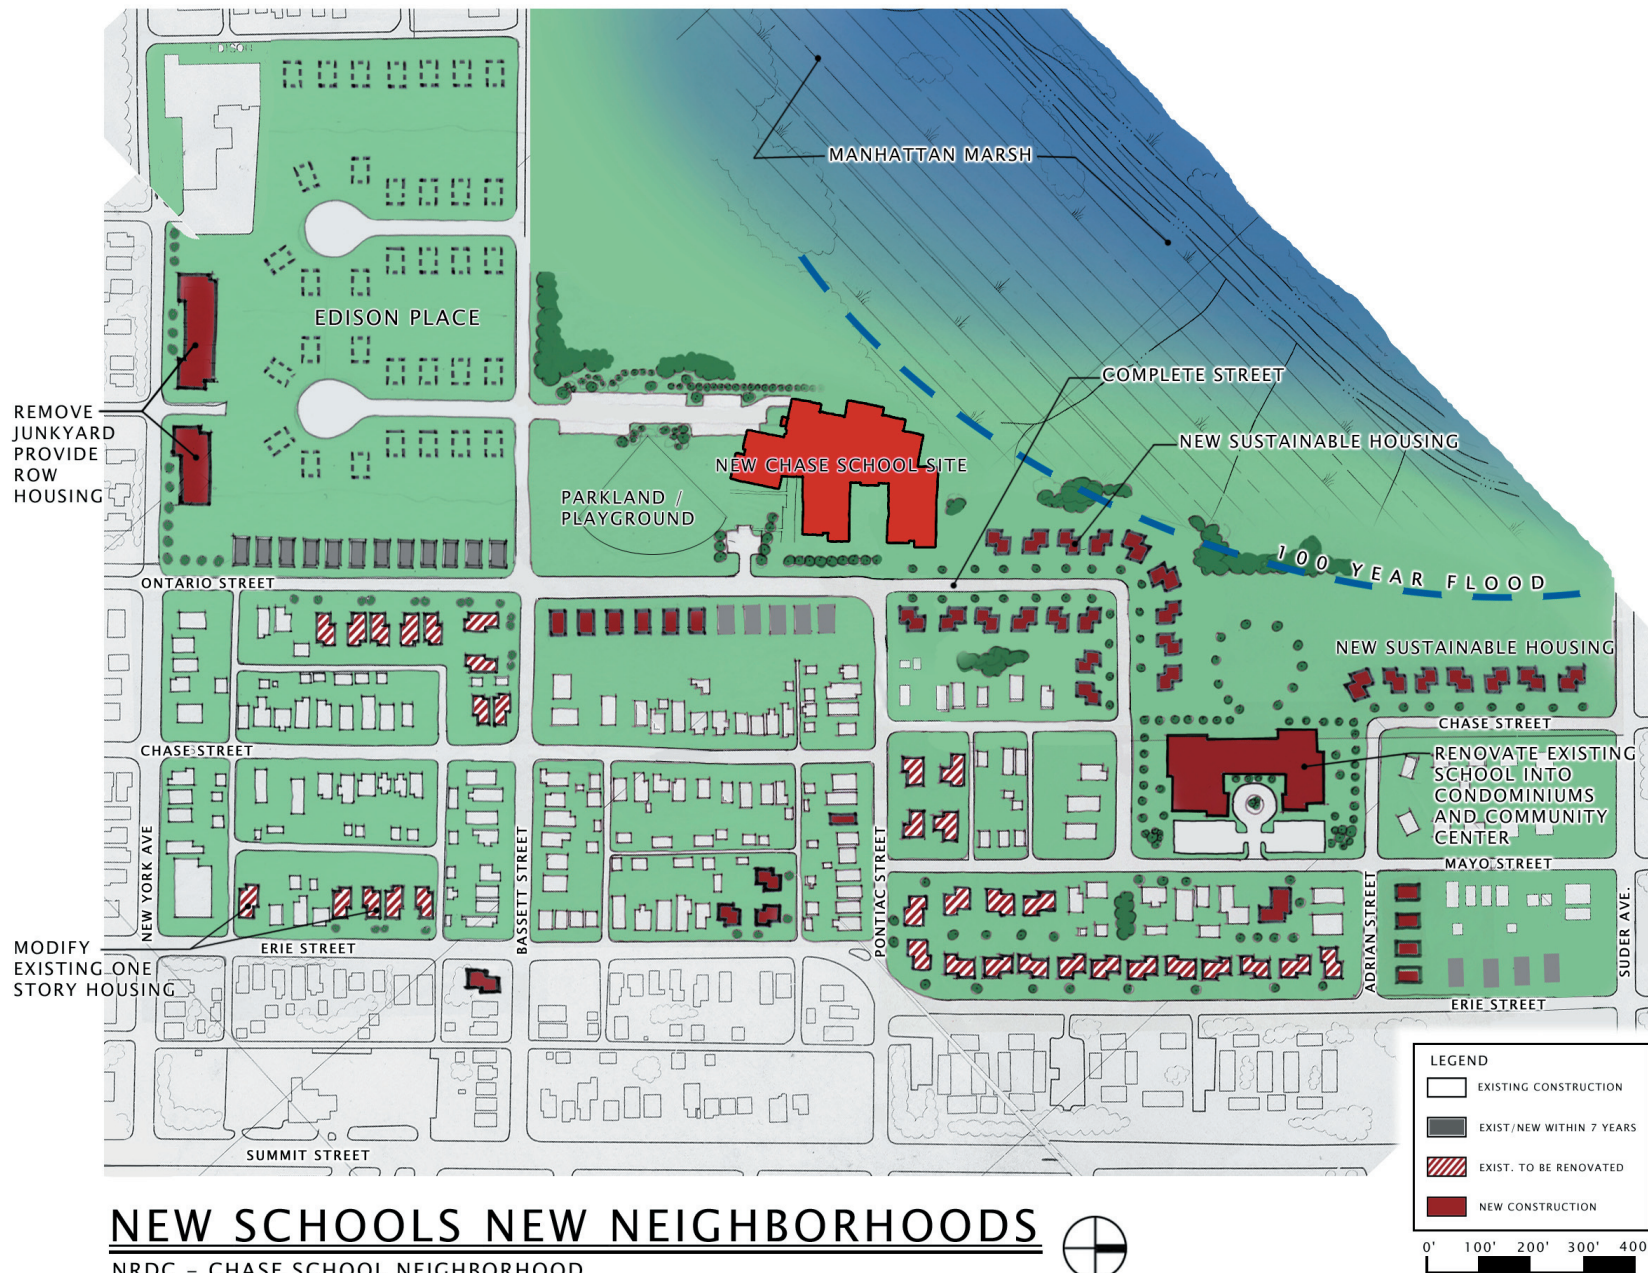 EDISON
MANHATTAN MARSH
EDISON PLACE
COMPLETE STREET
REMOVE
JUNKYARD
PROVIDE
ROW
HOUSING
NEW SUSTAINABLE HOUSING
NEW CHASE SCHOOL SITE
PARKLAND /
PLAYGROUND
100 YEAR FLOOD
ONTARIO STREET
NEW SUSTAINABLE HOUSING
CHASE STREET
CHASE STREET
RENOVATE EXISTING
SCHOOL INTO
CONDOMINIUMS
AND COMMUNITY
CENTER
MAYO STREET
NEW YORK AVE
BASSETT STREET
PONTIAC STREET
ADRIAN STREET
SUDER AVE.
MODIFY
EXISTING ONE
STORY HOUSING
ERIE STREET
ERIE STREET
SUMMIT STREET
LEGEND
EXISTING CONSTRUCTION
EXIST/NEW WITHIN 7 YEARS
EXIST. TO BE RENOVATED
NEW CONSTRUCTION
0' 100' 200' 300' 400
NEW SCHOOLS NEW NEIGHBORHOODS
NRDC – CHASE SCHOOL NEIGHBORHOOD